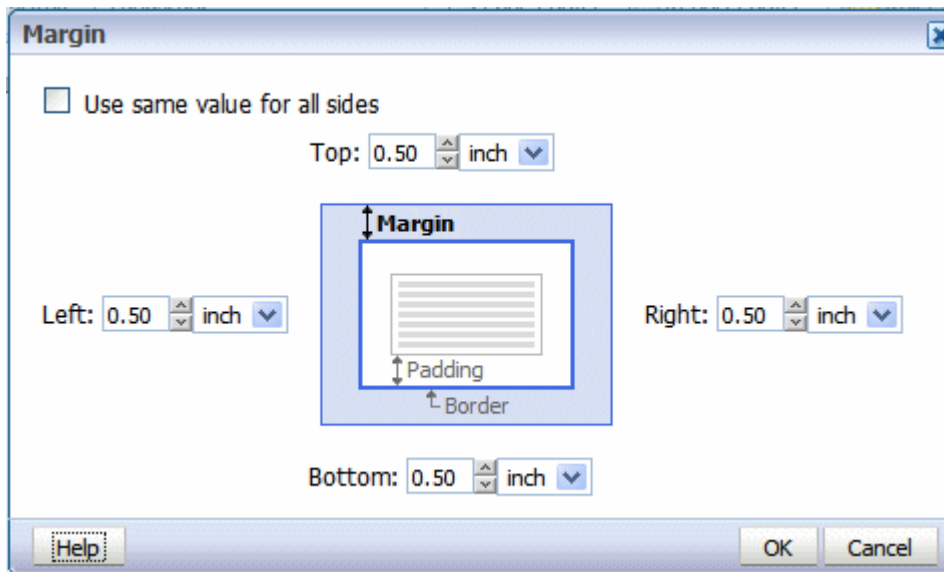 Margin
Use same value for all sides
Top: 0.50 inch
Margin
Left: 0.50 inch
Right: 0.50 inch
Padding
Border
Bottom: 0.50 inch
Help OK Cancel